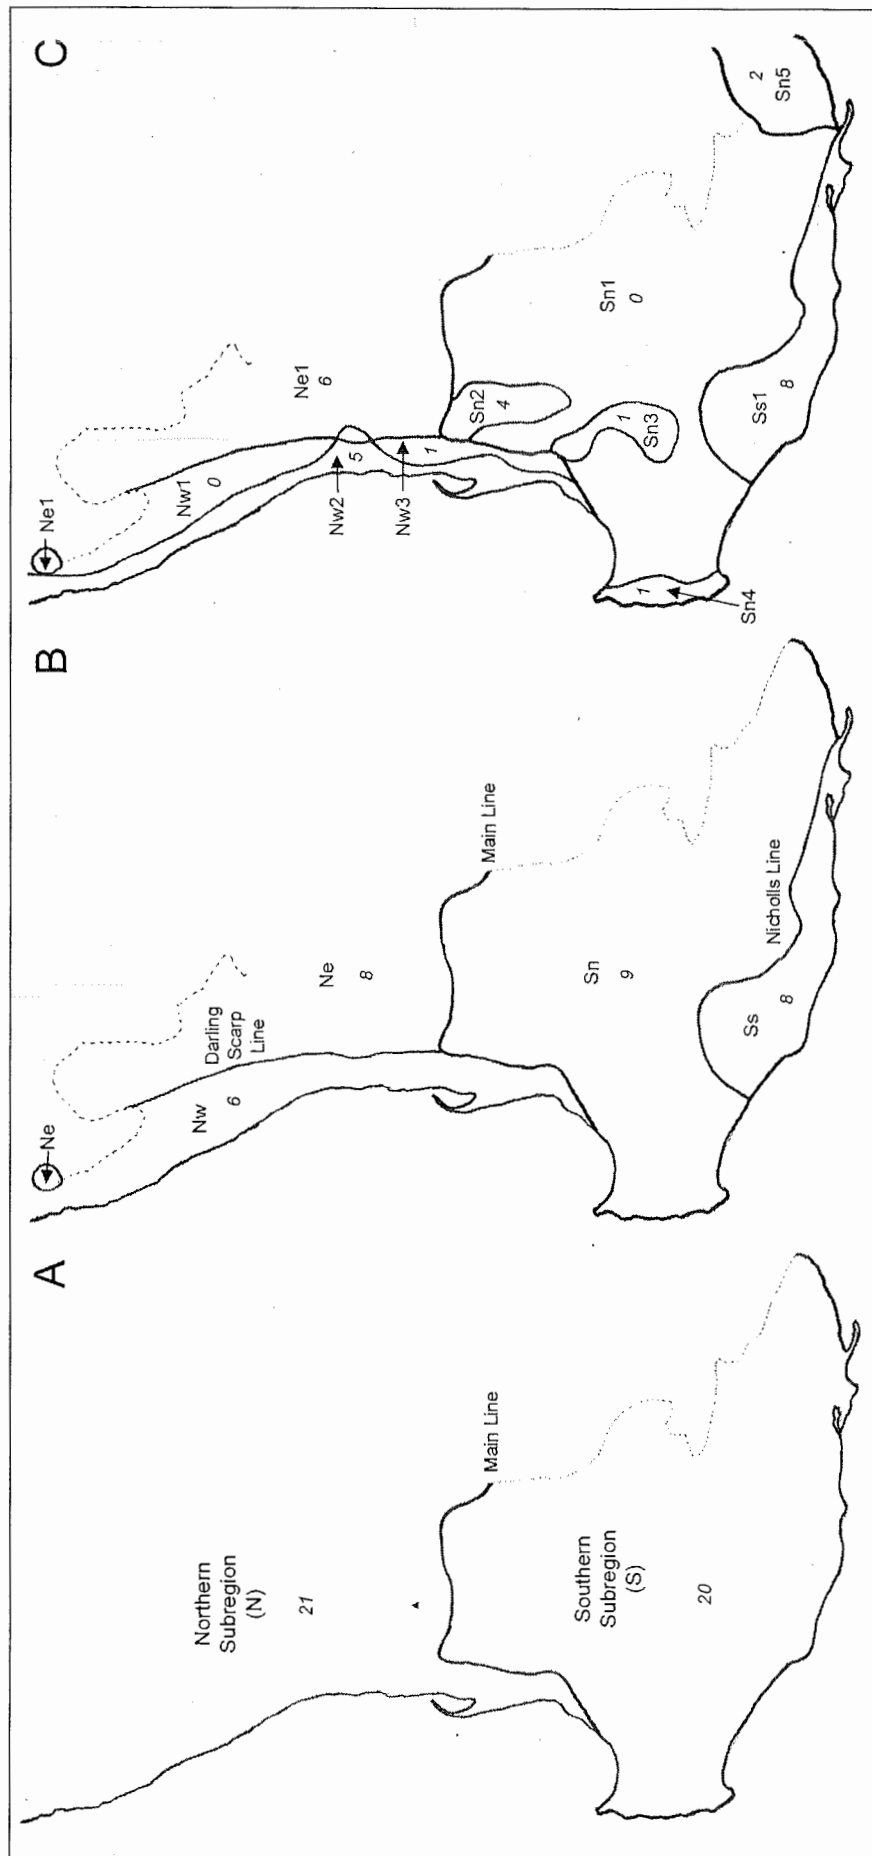 A
Northern
Subregion
(N)
21
Main Line
Southern
Subregion
(S)
20
B
Ne
Nw
6
Darling
Scarp
Line
Ne
8
Main Line
Sn
9
Ss
8
Nicholls Line
C
Ne1
Nw1
0
Ne1
6
Nw2
5
Nw3
1
Sn2
4
Sn1
0
1
Sn3
1
Sn4
Ss1
8
2
Sn5